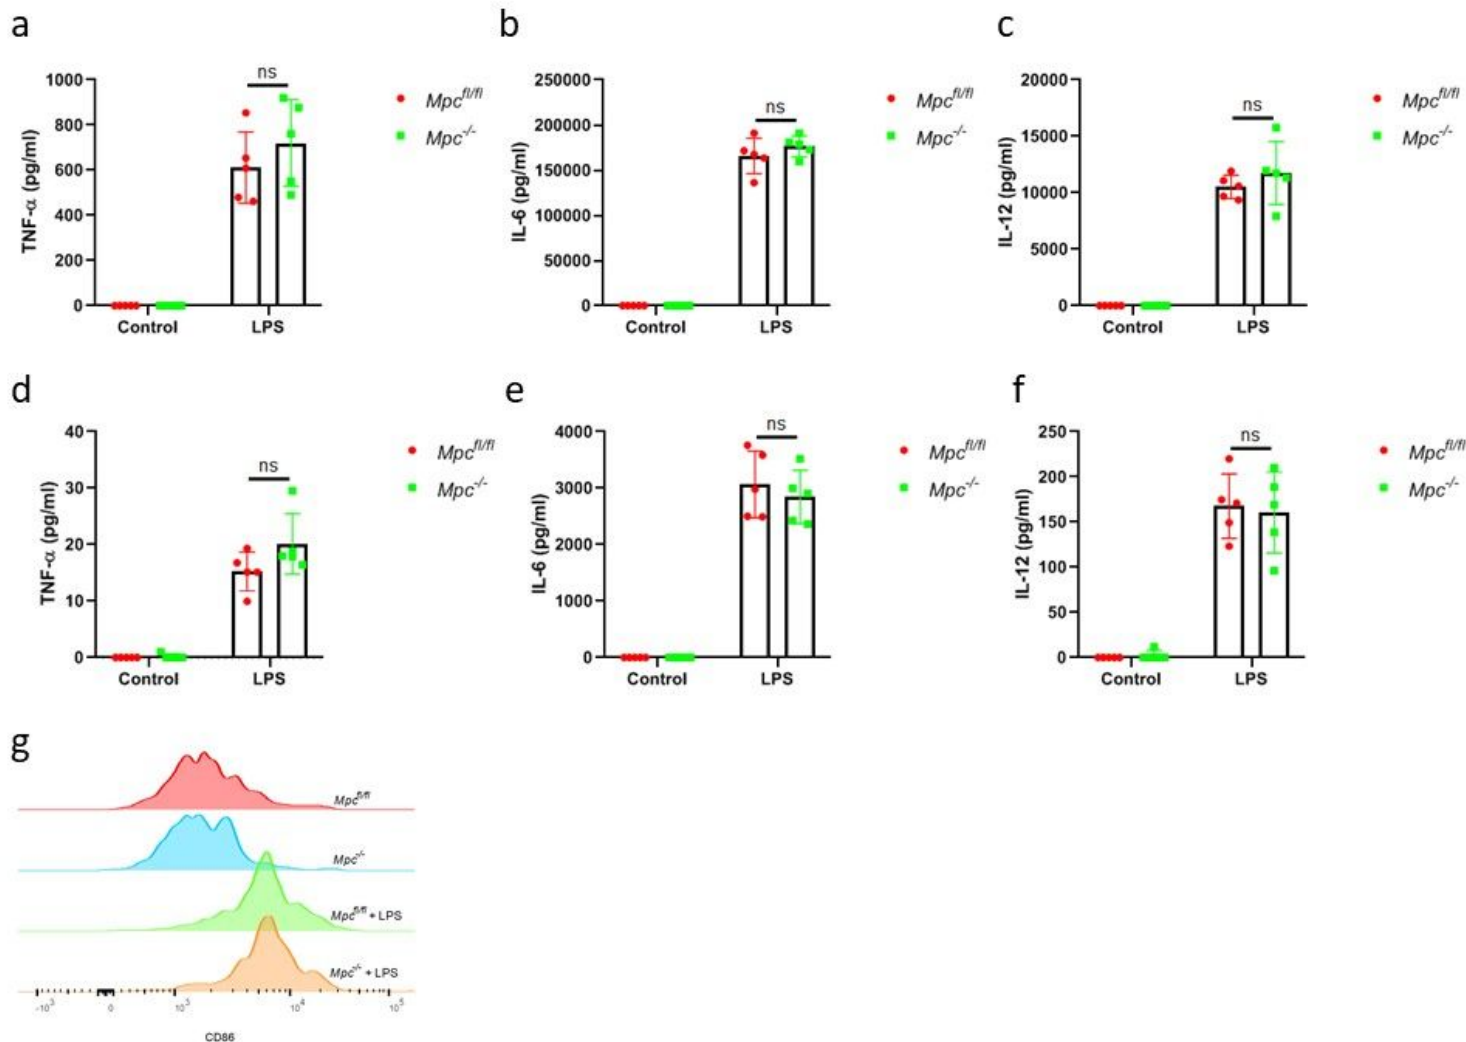 a
TNF-α (pg/ml)
1000
800
600
400
200
0
ns
Control
LPS
Mpc^fl/fl
Mpc^-/-
b
IL-6 (pg/ml)
250000
200000
150000
100000
50000
0
ns
Control
LPS
Mpc^fl/fl
Mpc^-/-
c
IL-12 (pg/ml)
20000
15000
10000
5000
0
ns
Control
LPS
Mpc^fl/fl
Mpc^-/-
d
TNF-α (pg/ml)
40
30
20
10
0
ns
Control
LPS
Mpc^fl/fl
Mpc^-/-
e
IL-6 (pg/ml)
4000
3000
2000
1000
0
ns
Control
LPS
Mpc^fl/fl
Mpc^-/-
f
IL-12 (pg/ml)
250
200
150
100
50
0
ns
Control
LPS
Mpc^fl/fl
Mpc^-/-
g
Mpc^fl/fl
Mpc^-/-
Mpc^fl/fl + LPS
Mpc^-/- + LPS
-10^3
0
10^3
10^4
10^5
CD86